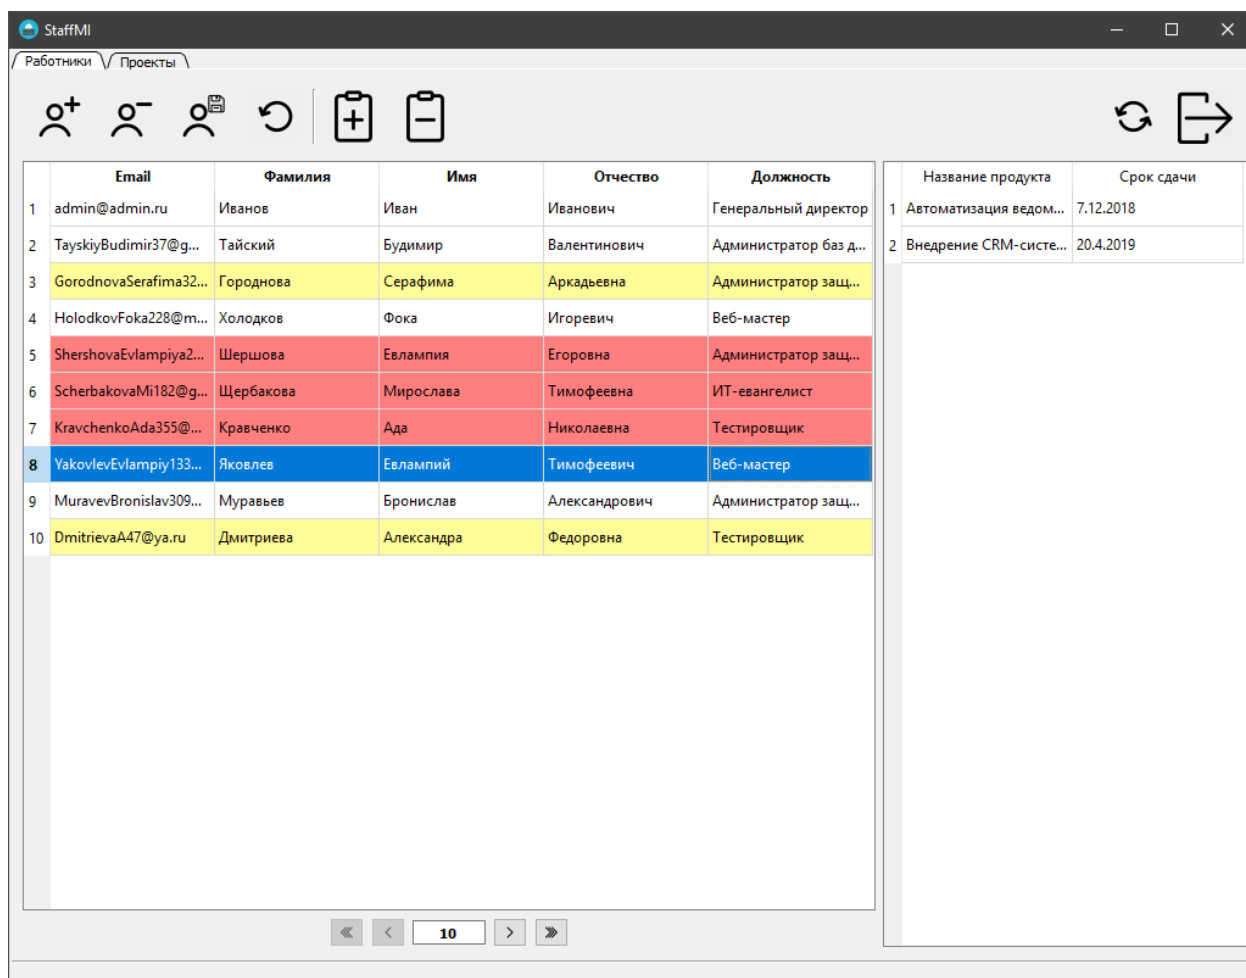 StaffMI
Работники Проекты
Email Фамилия Имя Отчество Должность
1 admin@admin.ru Иванов Иван Иванович Генеральный директор
2 TayskiyBudimir37@g... Тайский Будимир Валентинович Администратор баз д...
3 GorodnovaSerafima32... Городнова Серафима Аркадьевна Администратор защ...
4 HolodkovFoka228@m... Холодков Фока Игоревич Веб-мастер
5 ShershovaEvlampiya2... Шершова Евлампия Егоровна Администратор защ...
6 ScherbakovaMi182@g... Щербакова Мирослава Тимофеевна ИТ-евангелист
7 KravchenkoAda355@... Кравченко Ада Николаевна Тестировщик
8 YakovlevEvlampiy133... Яковлев Евлампий Тимофеевич Веб-мастер
9 MuravevBronislav309... Муравьев Бронислав Александрович Администратор защ...
10 DmitrievaA47@ya.ru Дмитриева Александра Федоровна Тестировщик
10
Название продукта Срок сдачи
1 Автоматизация ведом... 7.12.2018
2 Внедрение CRM-систе... 20.4.2019